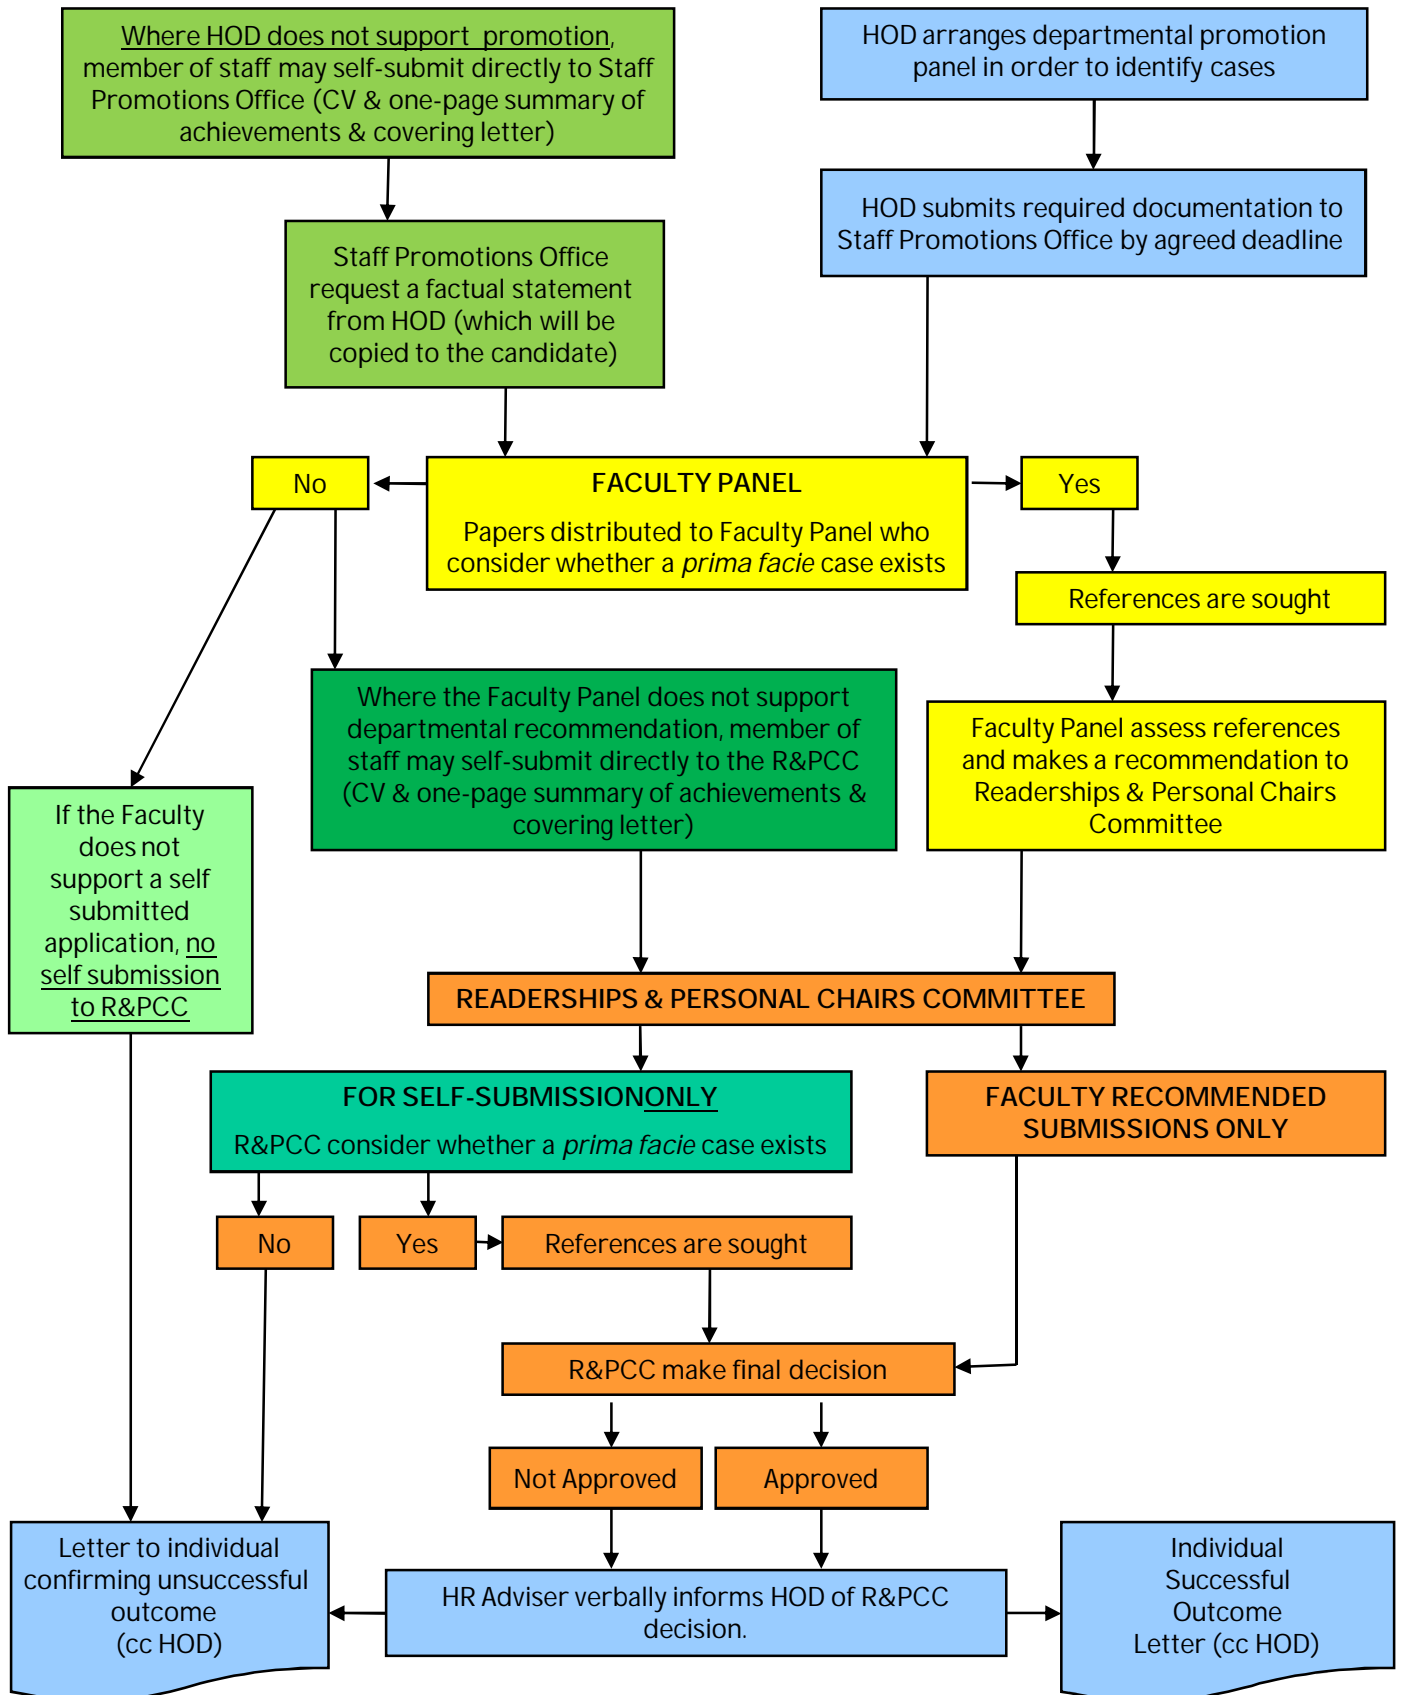 Where HOD does not support  promotion,
member of staff may self-submit directly to Staff
Promotions Office (CV & one-page summary of
achievements & covering letter)
HOD arranges departmental promotion
panel in order to identify cases
HOD submits required documentation to
Staff Promotions Office by agreed deadline
Staff Promotions Office
request a factual statement
from HOD (which will be
copied to the candidate)
No
FACULTY PANEL
Papers distributed to Faculty Panel who
consider whether a prima facie case exists
Yes
References are sought
Where the Faculty Panel does not support
departmental recommendation, member of
staff may self-submit directly to the R&PCC
(CV & one-page summary of achievements &
covering letter)
Faculty Panel assess references
and makes a recommendation to
Readerships & Personal Chairs
Committee
If the Faculty
does not
support a self
submitted
application, no
self submission
to R&PCC
READERSHIPS & PERSONAL CHAIRS COMMITTEE
FOR SELF-SUBMISSIONONLY
R&PCC consider whether a prima facie case exists
FACULTY RECOMMENDED
SUBMISSIONS ONLY
No
Yes
References are sought
R&PCC make final decision
Not Approved
Approved
Letter to individual
confirming unsuccessful
outcome
(cc HOD)
HR Adviser verbally informs HOD of R&PCC
decision.
Individual
Successful
Outcome
Letter (cc HOD)